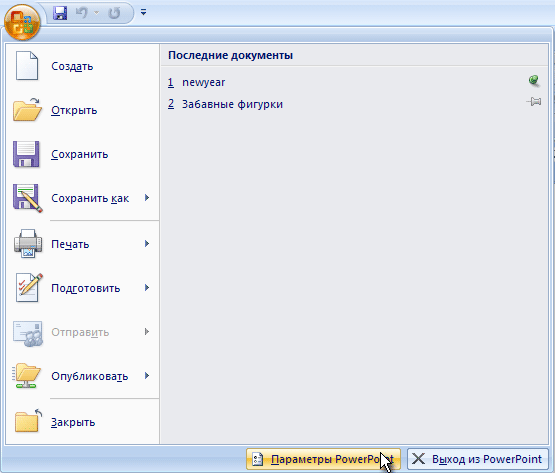 Последние документы
Создать
1 newyear
2 Забавные фигурки
Открыть
Сохранить
Сохранить как
Печать
Подготовить
Отправить
Опубликовать
Закрыть
Параметры PowerPoint
Выход из PowerPoint